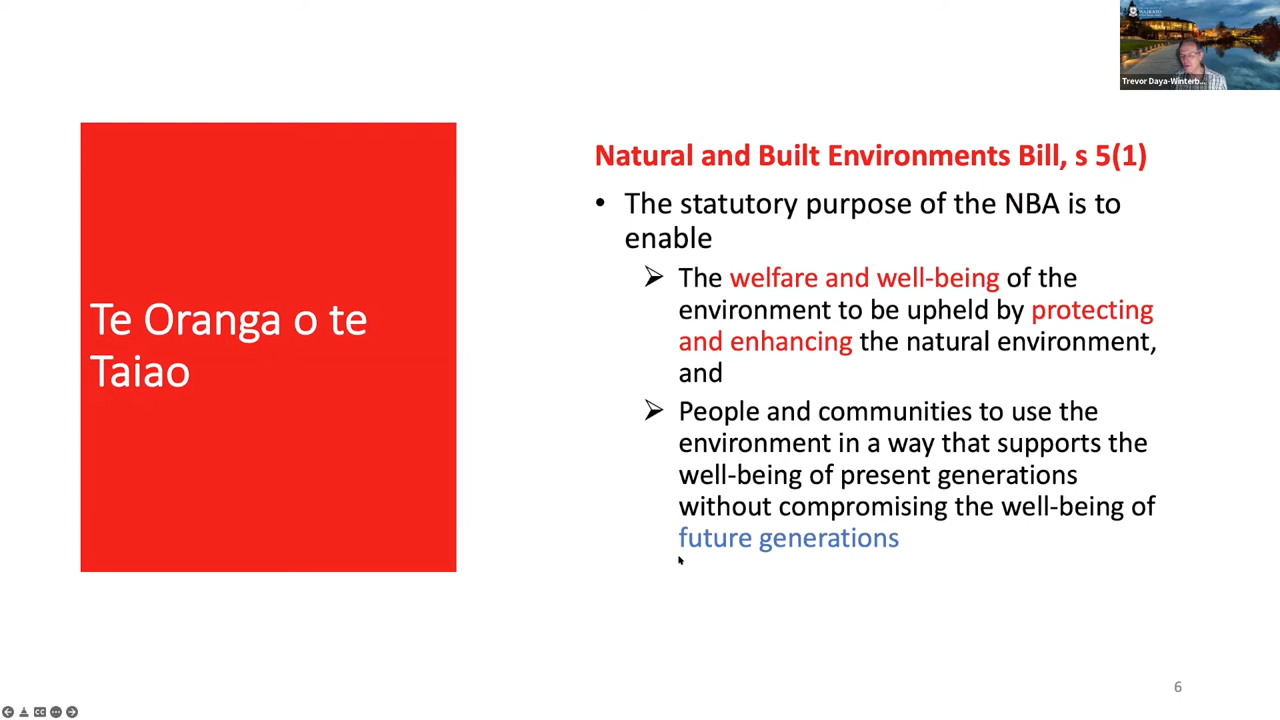 WAIKATO
Trevor Daya-Winterb...
Natural and Built Environments Bill, s 5(1)
• The statutory purpose of the NBA is to
enable
➢ The welfare and well-being of the
environment to be upheld by protecting
and enhancing the natural environment,
and
➢ People and communities to use the
environment in a way that supports the
well-being of present generations
without compromising the well-being of
future generations
Te Oranga o te
Taiao
6
CC